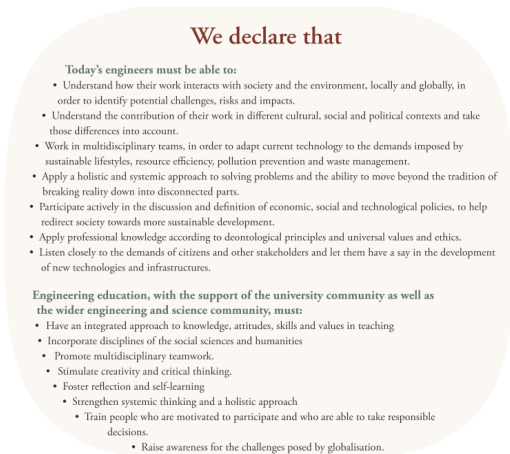 We declare that
Today's engineers must be able to:
• Understand how their work interacts with society and the environment, locally and globally, in
order to identify potential challenges, risks and impacts.
• Understand the contribution of their work in different cultural, social and political contexts and take
those differences into account.
• Work in multidisciplinary teams, in order to adapt current technology to the demands imposed by
sustainable lifestyles, resource efficiency, pollution prevention and waste management.
• Apply a holistic and systemic approach to solving problems and the ability to move beyond the tradition of
breaking reality down into disconnected parts.
• Participate actively in the discussion and definition of economic, social and technological policies, to help
redirect society towards more sustainable development.
• Apply professional knowledge according to deontological principles and universal values and ethics.
• Listen closely to the demands of citizens and other stakeholders and let them have a say in the development
of new technologies and infrastructures.
Engineering education, with the support of the university community as well as
the wider engineering and science community, must:
• Have an integrated approach to knowledge, attitudes, skills and values in teaching
• Incorporate disciplines of the social sciences and humanities
• Promote multidisciplinary teamwork.
• Stimulate creativity and critical thinking.
• Foster reflection and self-learning
• Strengthen systemic thinking and a holistic approach
• Train people who are motivated to participate and who are able to take responsible
decisions.
• Raise awareness for the challenges posed by globalisation.